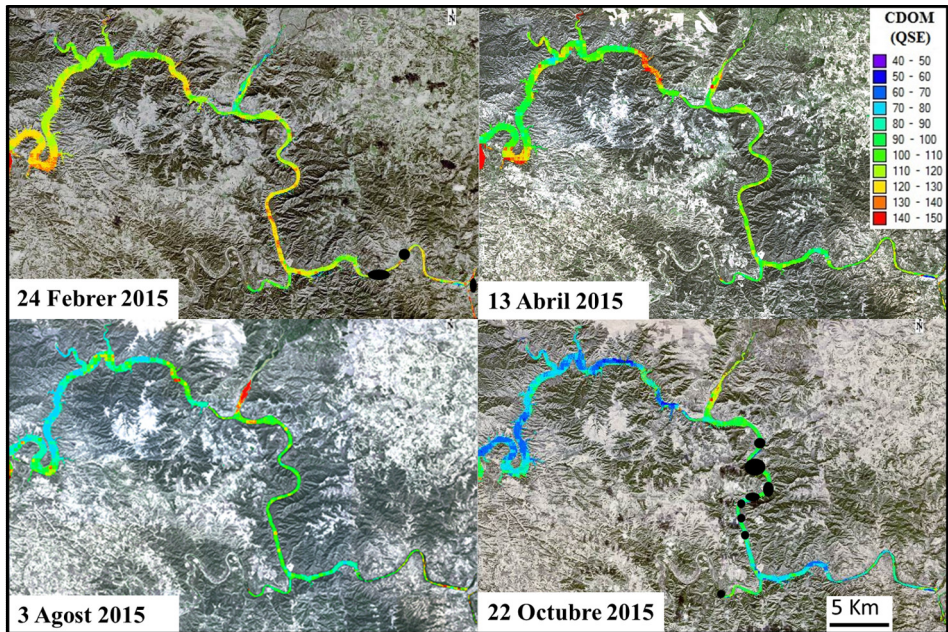 N
CDOM
(QSE)
40 - 50
50 - 60
60 - 70
70 - 80
80 - 90
90 - 100
100 - 110
110 - 120
120 - 130
130 - 140
140 - 150
24 Febrer 2015
13 Abril 2015
N
N
3 Agost 2015
22 Octubre 2015
5 Km